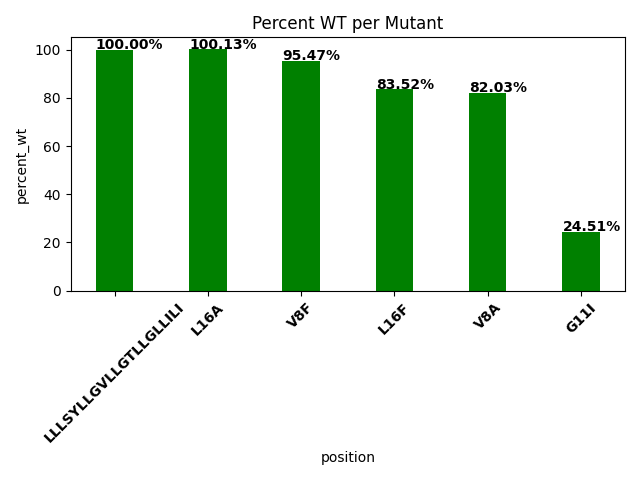 Percent WT per Mutant
100.00%
100.13%
95.47%
83.52%
82.03%
24.51%
percent_wt
100
80
60
40
20
0
LLLSYLLGVLLGTLLGLLILI
L16A
V8F
L16F
V8A
G11I
position